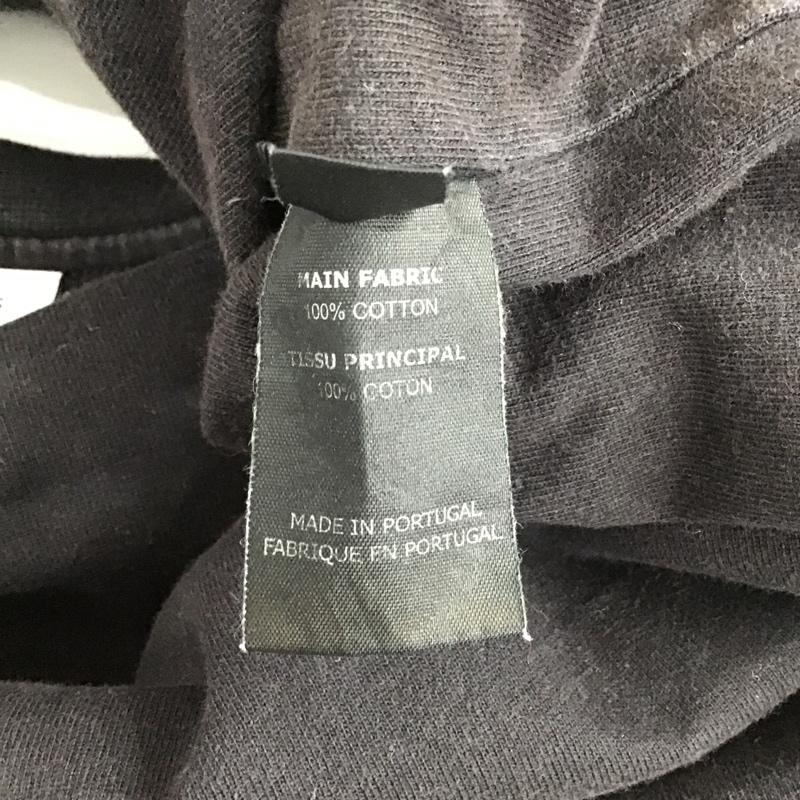 MAIN FABRIC
100% COTTON
TISSU PRINCIPAL
100% COTON
MADE IN PORTUGAL
FABRIQUE EN PORTUGAL